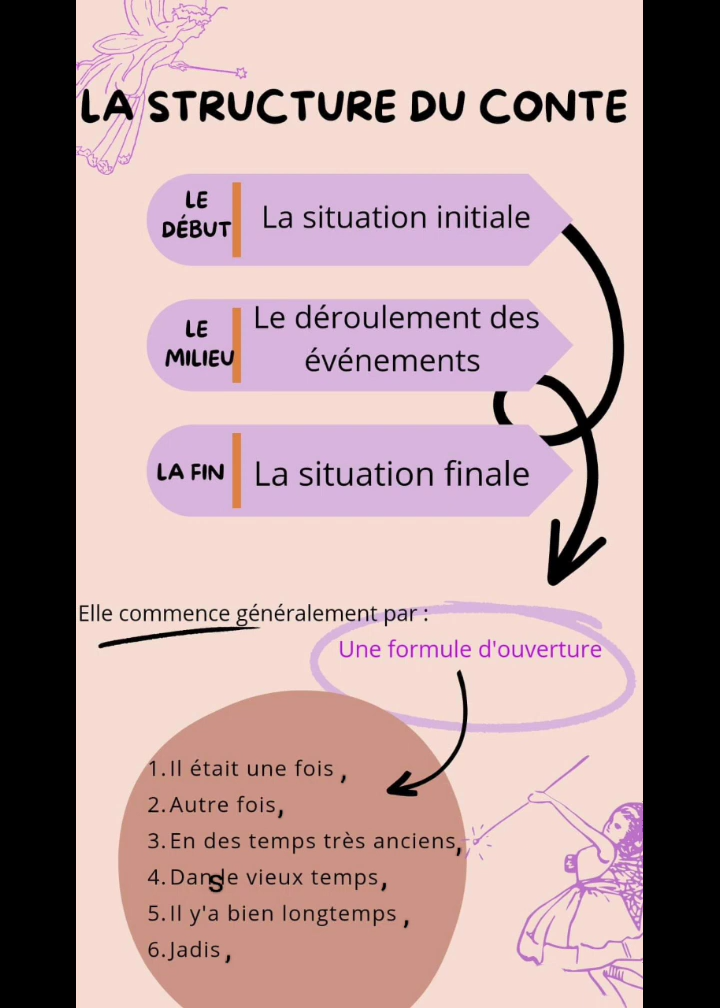 LA STRUCTURE DU CONTE
LE
DÉBUT
La situation initiale
LE
MILIEU
Le déroulement des
événements
LA FIN
La situation finale
Elle commence généralement par :
Une formule d'ouverture
1. Il était une fois ,
2. Autre fois,
3. En des temps très anciens,
4. Dans le vieux temps,
5. Il y'a bien longtemps ,
6. Jadis ,